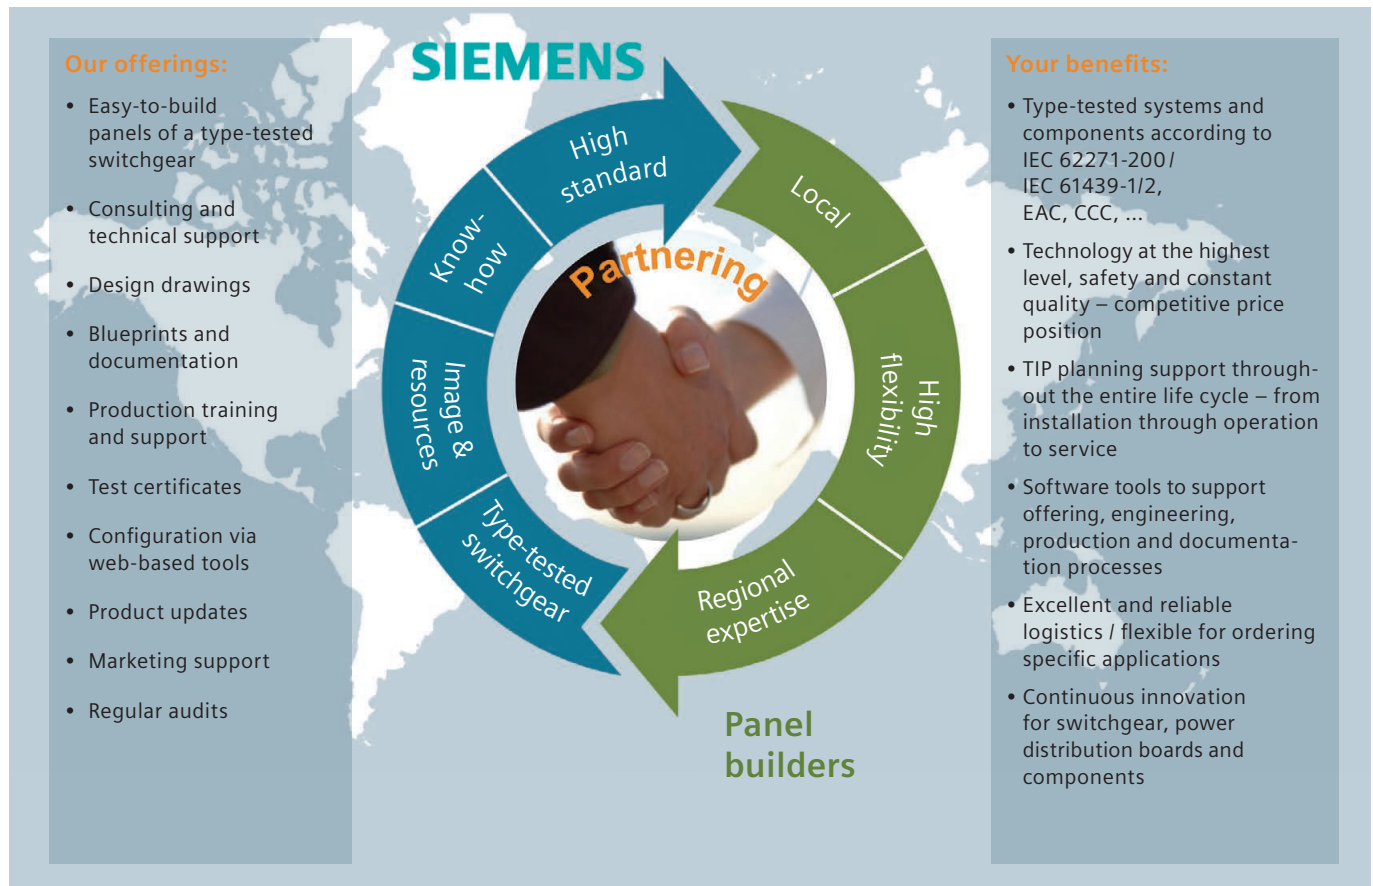 Our offerings:
• Easy-to-build
panels of a type-tested
switchgear
• Consulting and
technical support
• Design drawings
• Blueprints and
documentation
• Production training
and support
• Test certificates
• Configuration via
web-based tools
• Product updates
• Marketing support
• Regular audits
SIEMENS
High
standard
Know-
how
Image &
resources
Type-tested
switchgear
Partnering
Local
High
flexibility
Regional
expertise
Panel
builders
Your benefits:
• Type-tested systems and
components according to
IEC 62271-200/
IEC 61439-1/2,
EAC, CCC, ...
• Technology at the highest
level, safety and constant
quality – competitive price
position
• TIP planning support through-
out the entire life cycle – from
installation through operation
to service
• Software tools to support
offering, engineering,
production and documenta-
tion processes
• Excellent and reliable
logistics / flexible for ordering
specific applications
• Continuous innovation
for switchgear, power
distribution boards and
components